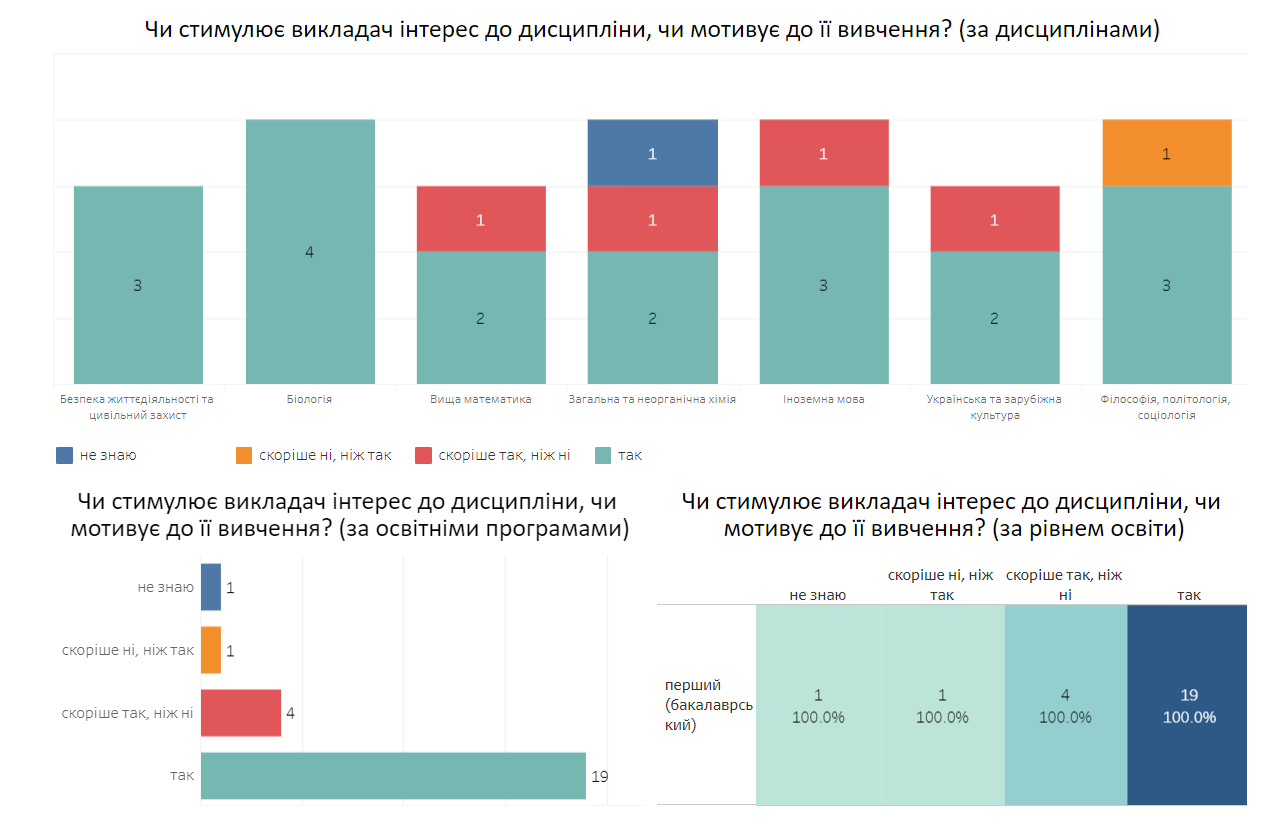 Чи стимулює викладач інтерес до дисципліни, чи мотивує до її вивчення? (за дисциплінами)
1
1
1
1
1
1
3
4
2
2
3
2
3
Безпека життєдіяльності та
цивільний захист
Біологія
Вища математика
Загальна та неорганічна хімія
Іноземна мова
Українська та зарубіжна
культура
Філософія, політологія,
соціологія
не знаю
скоріше ні, ніж так
скоріше так, ніж ні
так
Чи стимулює викладач інтерес до дисципліни, чи
мотивує до її вивчення? (за освітніми програмами)
не знаю 1
скоріше ні, ніж так 1
скоріше так, ніж ні 4
так 19
Чи стимулює викладач інтерес до дисципліни, чи
мотивує до її вивчення? (за рівнем освіти)
не знаю
скоріше ні, ніж
так
скоріше так, ніж
ні
так
перший
(бакалаврсь
кий)
1
100.0%
1
100.0%
4
100.0%
19
100.0%